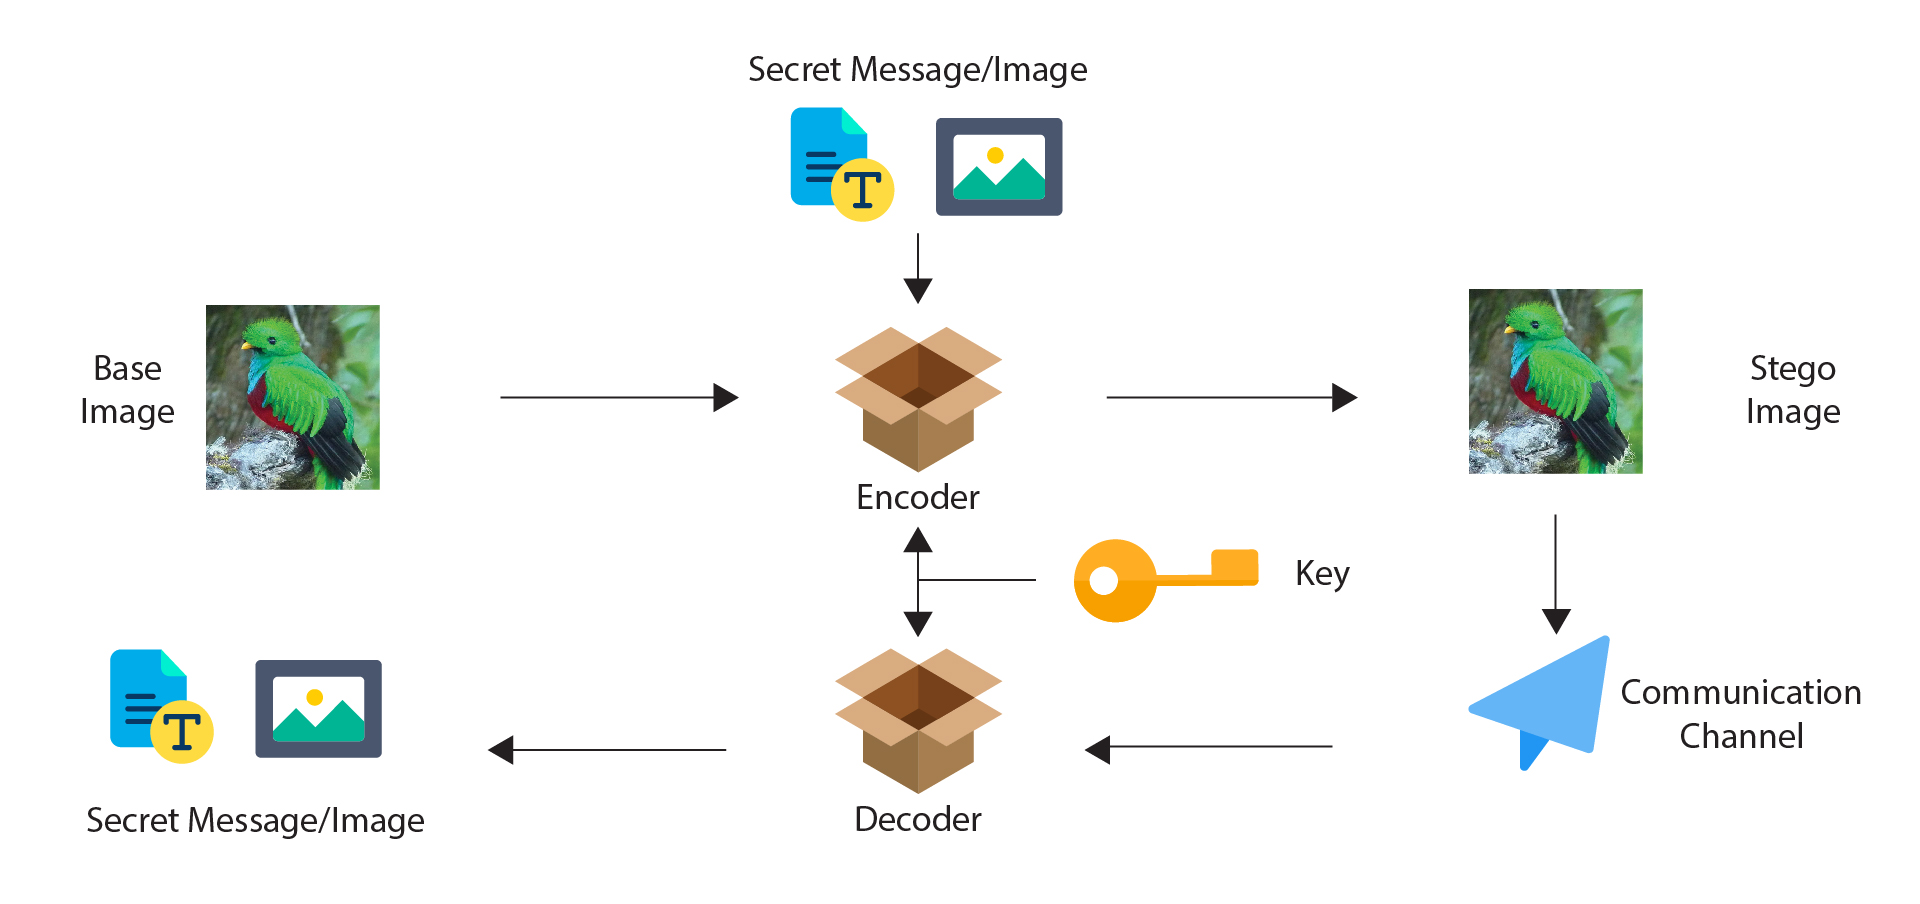 Secret Message/Image
T
Base
Image
Stego
Image
Encoder
Key
T
Communication
Channel
Decoder
Secret Message/Image